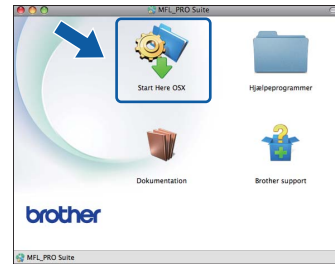 MFL_PRO Suite
Start Here OSX
Hjælpeprogrammer
Dokumentation
Brother support
brother
MFL_PRO Suite